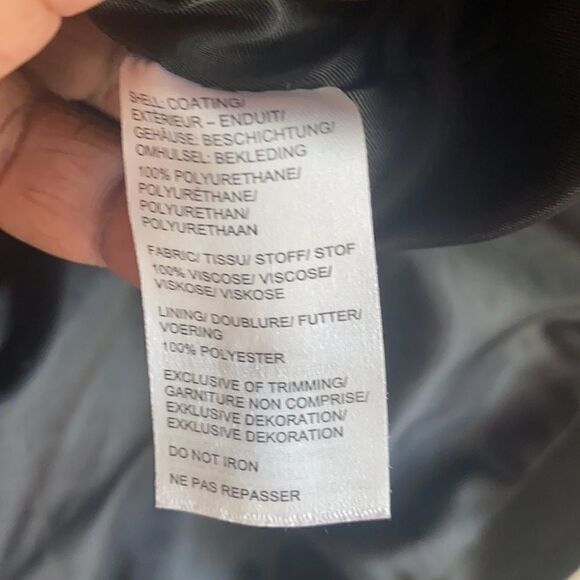 SHELL: COATING/
EXTÉRIEUR – ENDUIT/
GEHÄUSE: BESCHICHTUNG/
OMHULSEL: BEKLEDING
100% POLYURETHANE/
POLYURÉTHANE/
POLYURETHAN/
POLYURETHAAN
FABRIC/ TISSU/ STOFF/ STOF
100% VISCOSE/ VISCOSE/
VISKOSE/ VISKOSE
LINING/ DOUBLURE/ FUTTER/
VOERING
100% POLYESTER
EXCLUSIVE OF TRIMMING/
GARNITURE NON COMPRISE/
EXKLUSIVE DEKORATION/
EXKLUSIVE DEKORATION
DO NOT IRON
NE PAS REPASSER